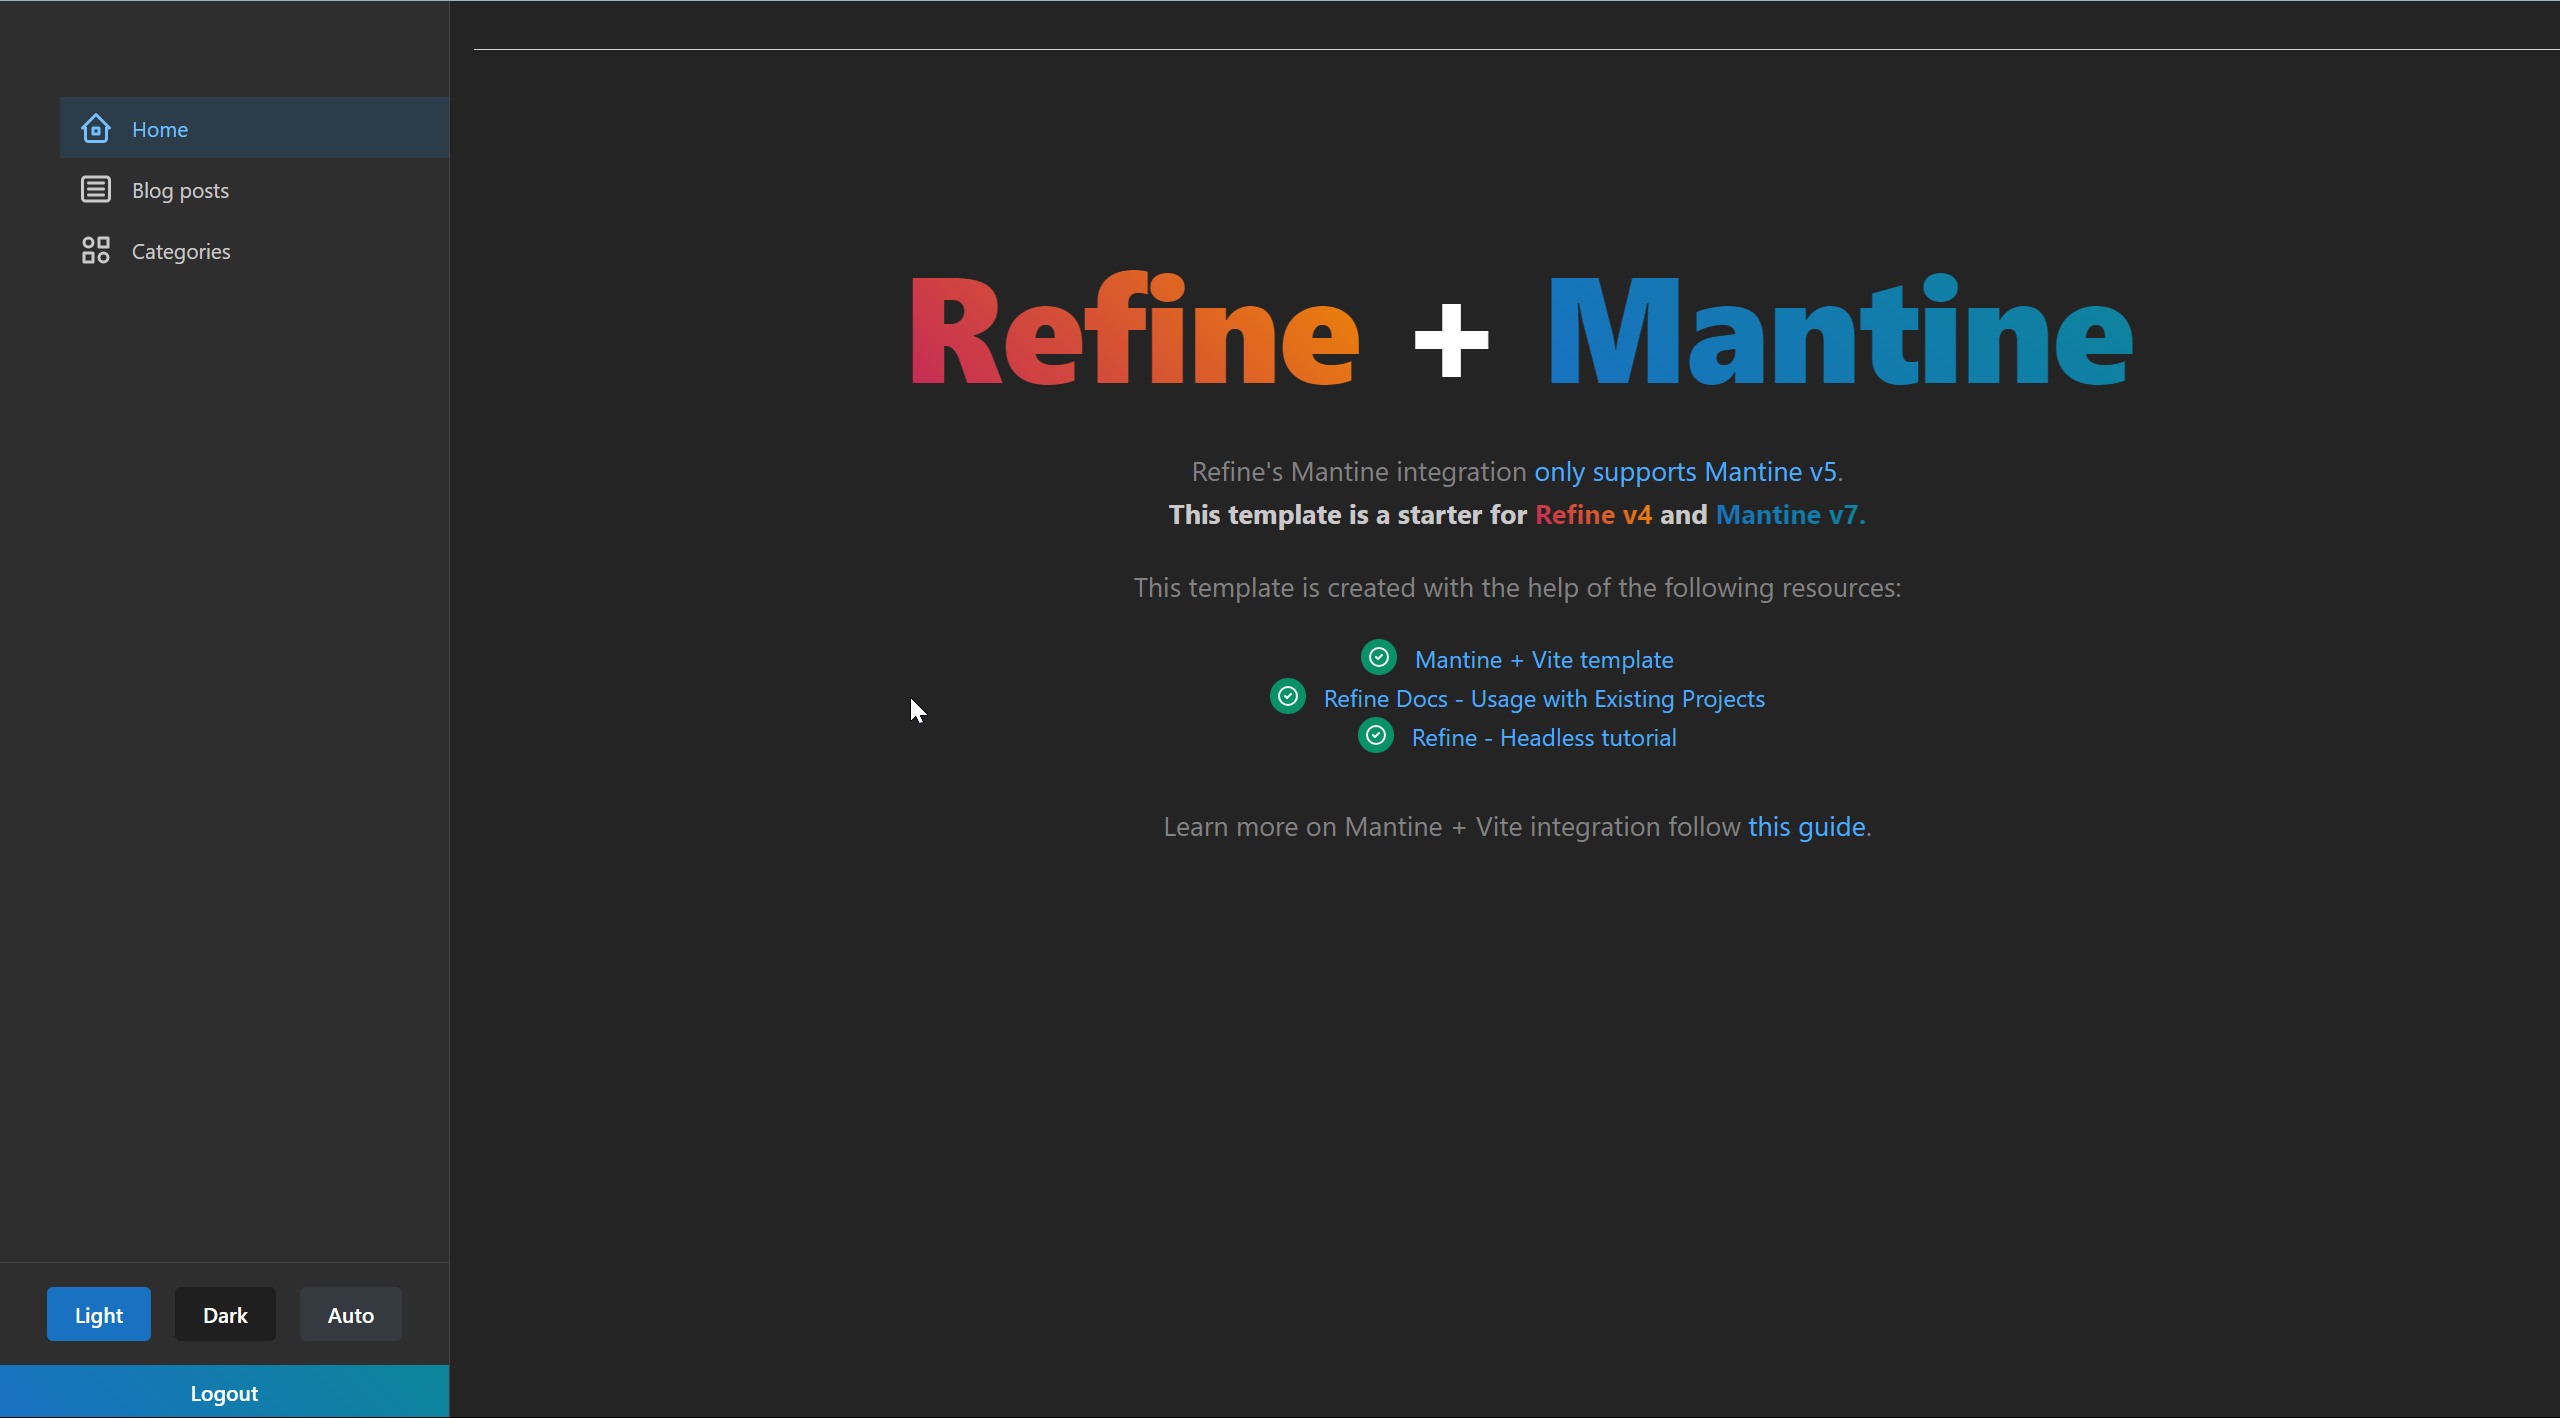 Home
Blog posts
Categories
Light
Dark
Auto
Logout
Refine + Mantine
Refine's Mantine integration only supports Mantine v5.
This template is a starter for Refine v4 and Mantine v7.
This template is created with the help of the following resources:
Mantine + Vite template
Refine Docs - Usage with Existing Projects
Refine - Headless tutorial
Learn more on Mantine + Vite integration follow this guide.